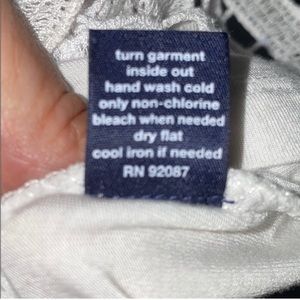 turn garment
inside out
hand wash cold
only non-chlorine
bleach when needed
dry flat
cool iron if needed
RN 92087